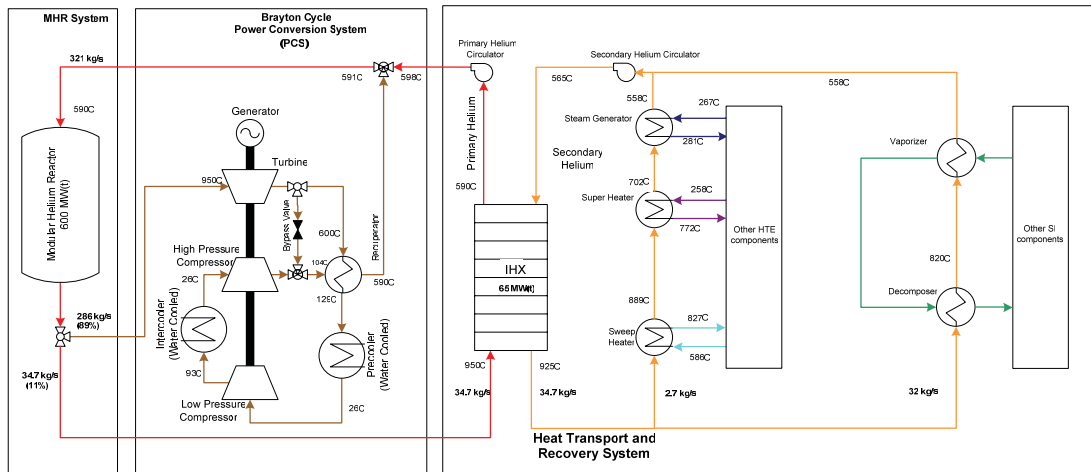 MHR System
321 kg/s
590C
Modular Helium Reactor
600 MW(t)
286 kg/s
(89%)
34.7 kg/s
(11%)
Brayton Cycle
Power Conversion System
(PCS)
591C
598C
Generator
Turbine
950C
Bypass Valve
600C
Recuperator
High Pressure
Compressor
104C
590C
26C
129C
Intercooler
(Water Cooled)
Precooler
(Water Cooled)
93C
26C
Low Pressure
Compressor
Primary Helium
Circulator
Primary Helium
590C
IHX
65 MW(t)
950C
925C
34.7 kg/s
34.7 kg/s
Secondary Helium Circulator
565C
558C
558C
Steam Generator
267C
281C
Secondary
Helium
702C
258C
Super Heater
772C
Other HTE
components
889C
827C
Sweep
Heater
586C
2.7 kg/s
Vaporizer
Other SI
components
820C
Decomposer
32 kg/s
Heat Transport and
Recovery System